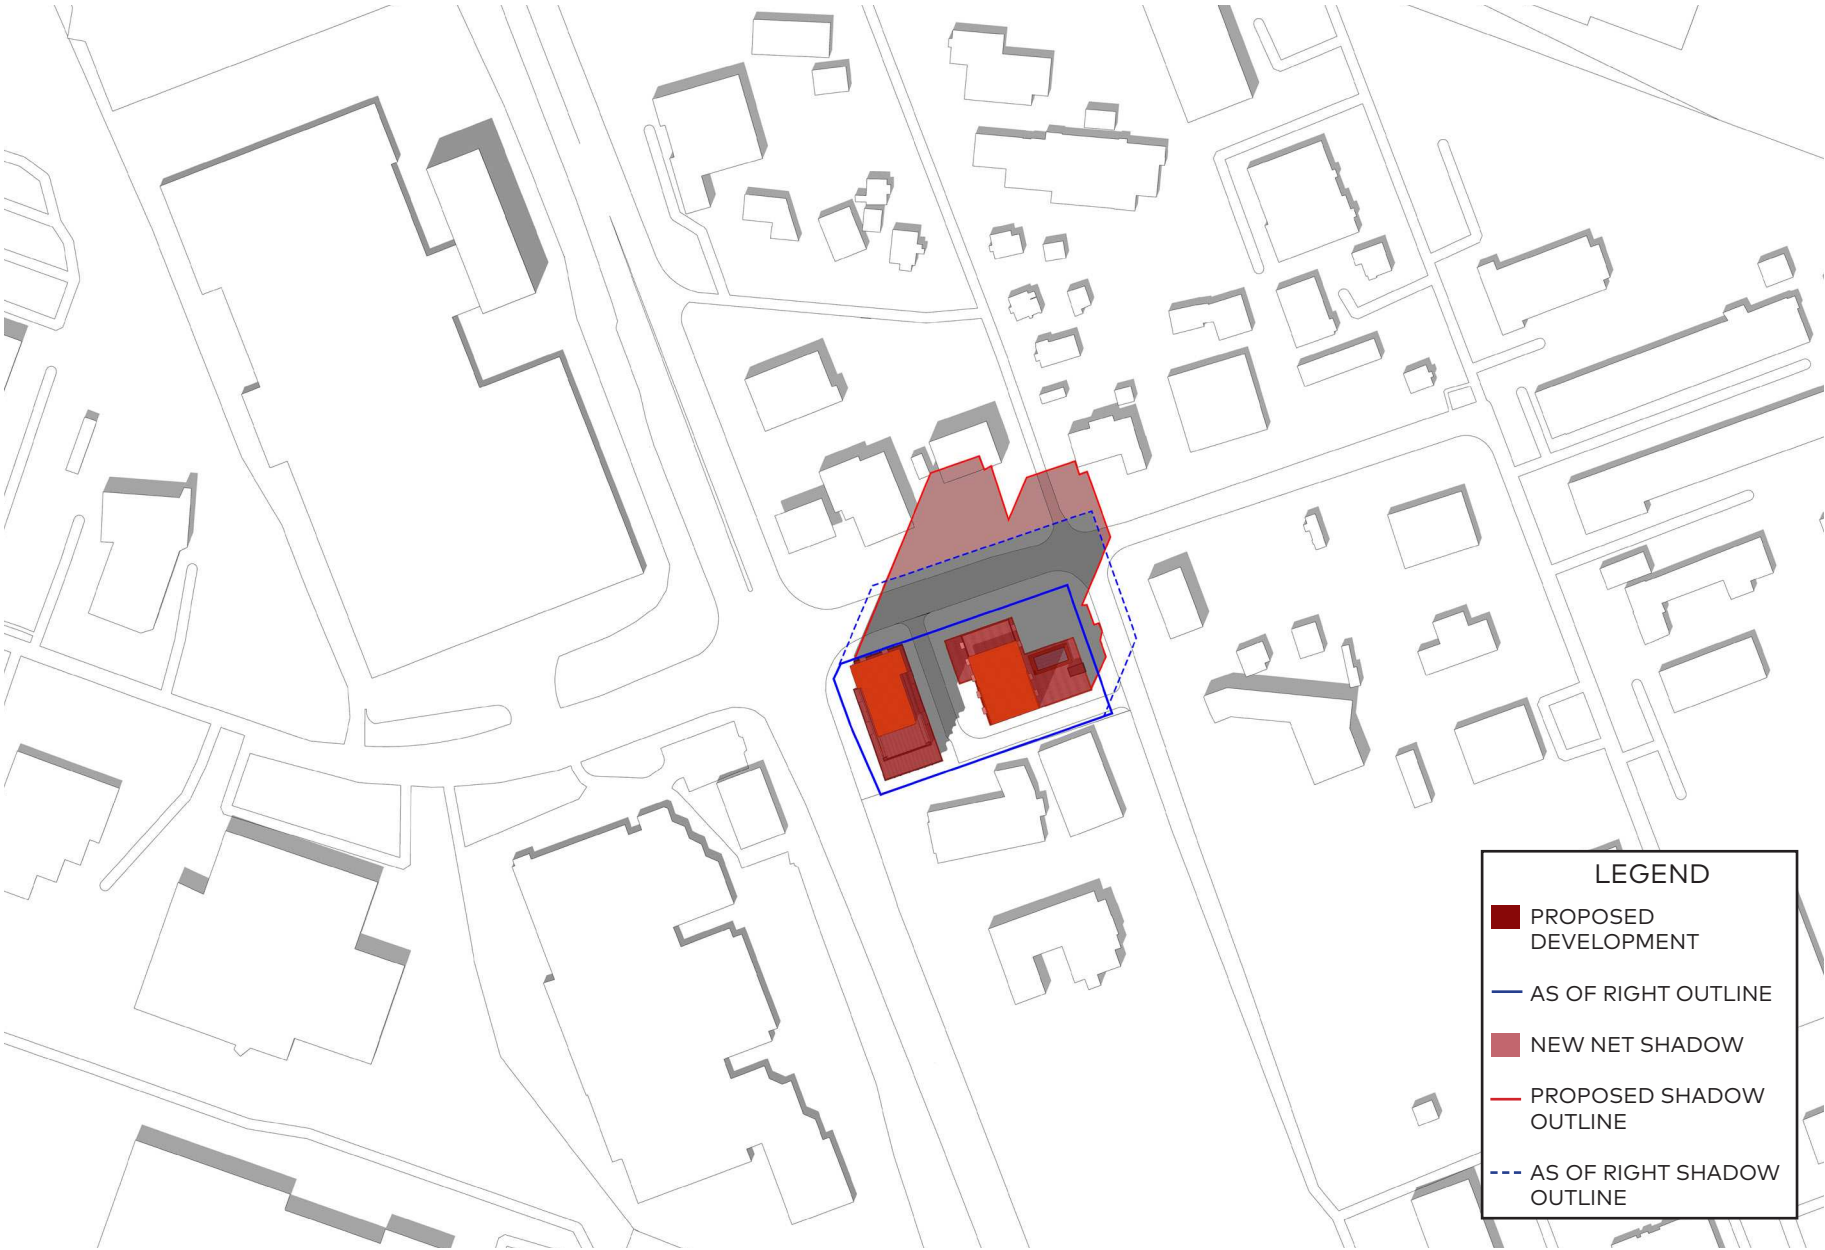 LEGEND
PROPOSED
DEVELOPMENT
AS OF RIGHT OUTLINE
NEW NET SHADOW
PROPOSED SHADOW
OUTLINE
AS OF RIGHT SHADOW
OUTLINE